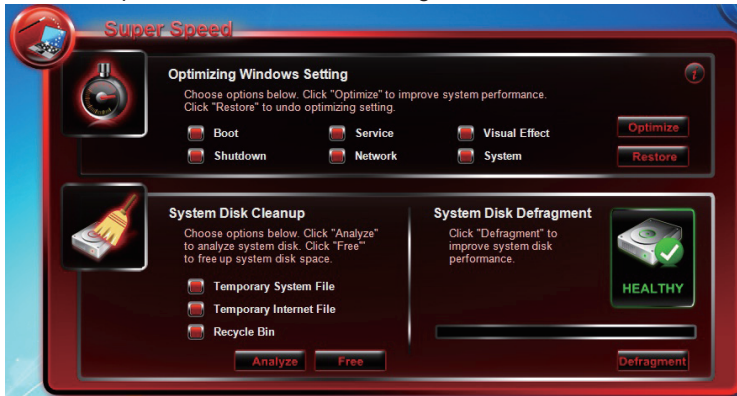 Super Speed
Optimizing Windows Setting
Choose options below. Click "Optimize" to improve system performance.
Click "Restore" to undo optimizing setting.
Boot
Service
Visual Effect
Optimize
Shutdown
Network
System
Restore
System Disk Cleanup
Choose options below. Click "Analyze"
to analyze system disk. Click "Free"'
to free up system disk space.
Temporary System File
Temporary Internet File
Recycle Bin
Analyze
Free
System Disk Defragment
Click "Defragment" to
improve system disk
performance.
HEALTHY
Defragment